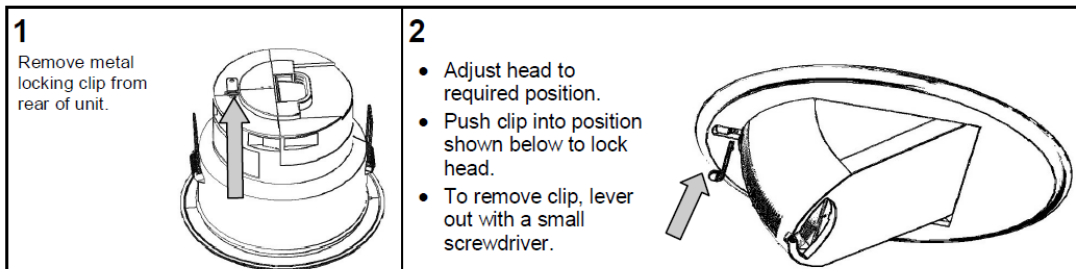 1
Remove metal
locking clip from
rear of unit.
2
• Adjust head to
required position.
• Push clip into position
shown below to lock
head.
• To remove clip, lever
out with a small
screwdriver.